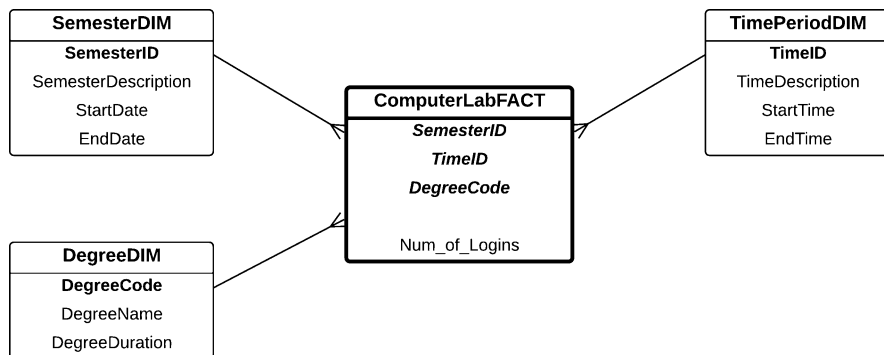 SemesterDIM
SemesterID
SemesterDescription
StartDate
EndDate
TimePeriodDIM
TimeID
TimeDescription
StartTime
EndTime
ComputerLabFACT
SemesterID
TimeID
DegreeCode
Num_of_Logins
DegreeDIM
DegreeCode
DegreeName
DegreeDuration